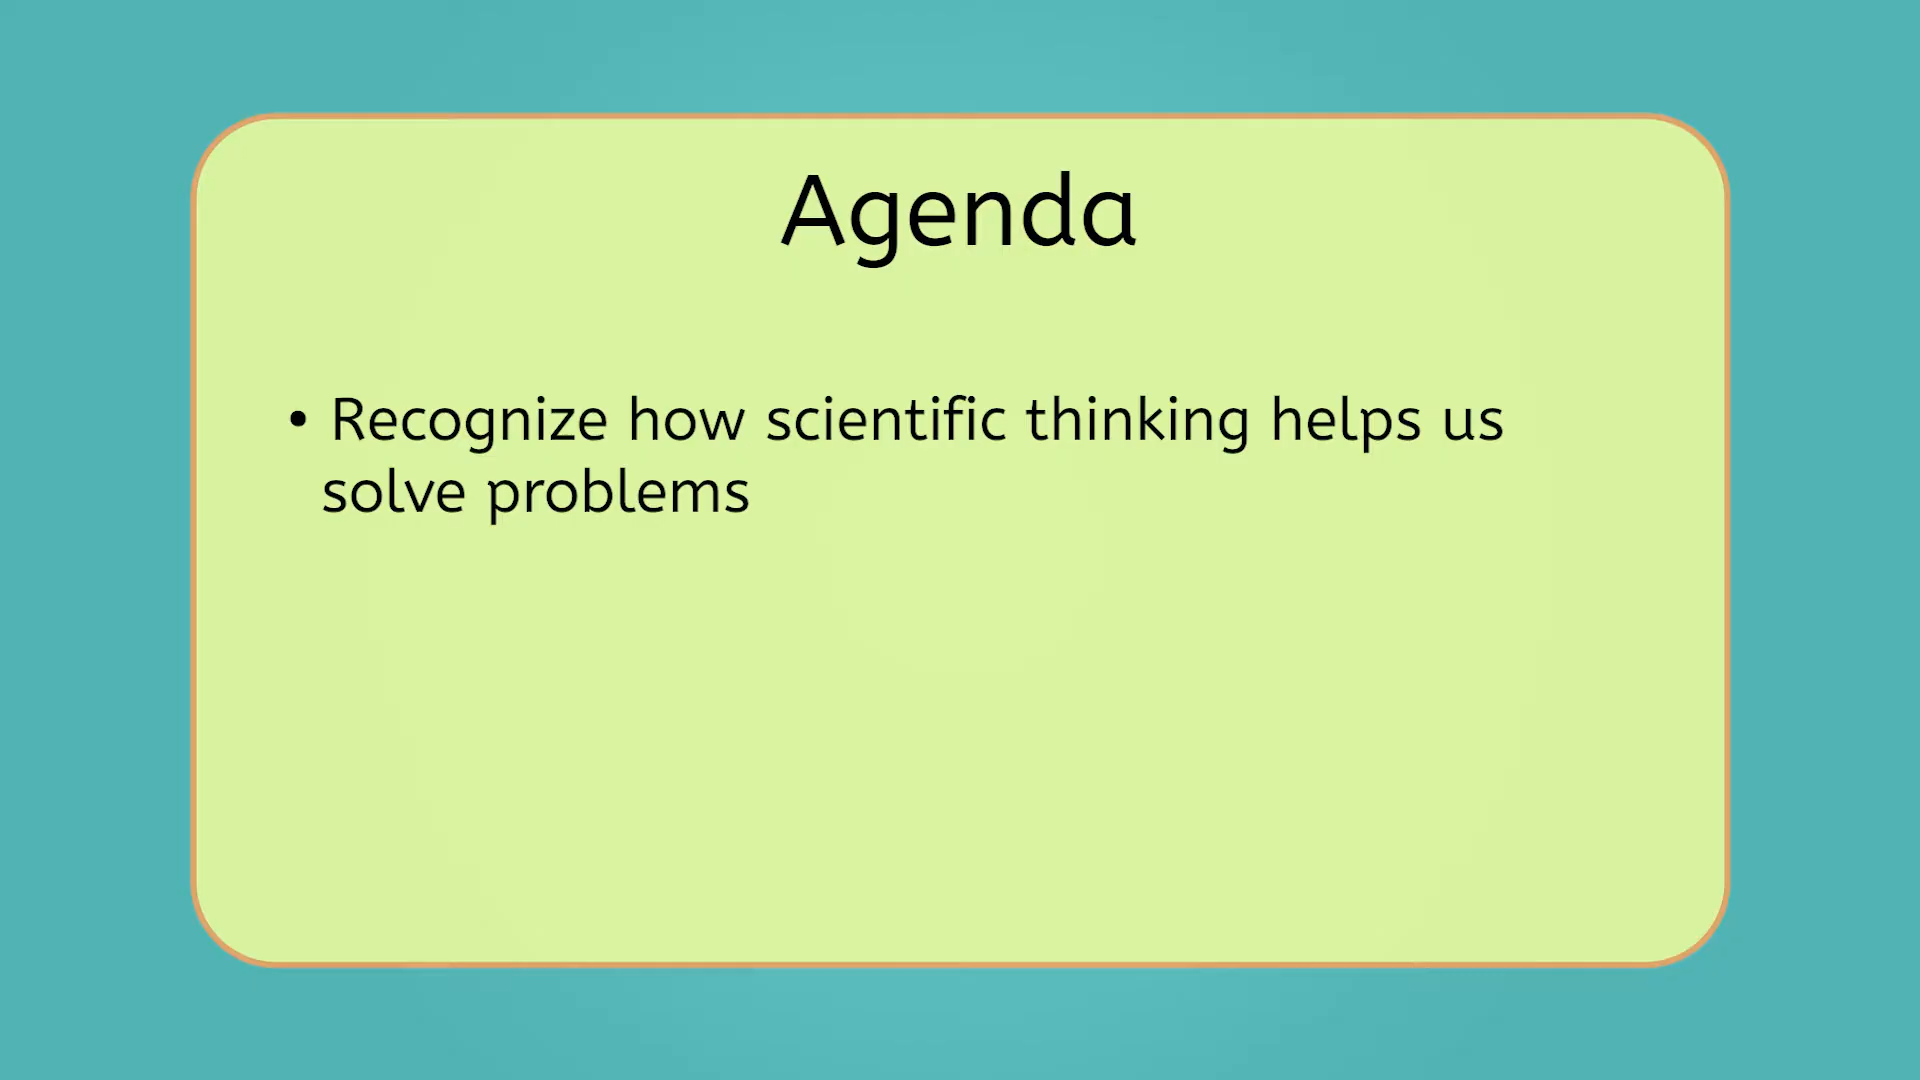 Agenda
• Recognize how scientific thinking helps us
solve problems